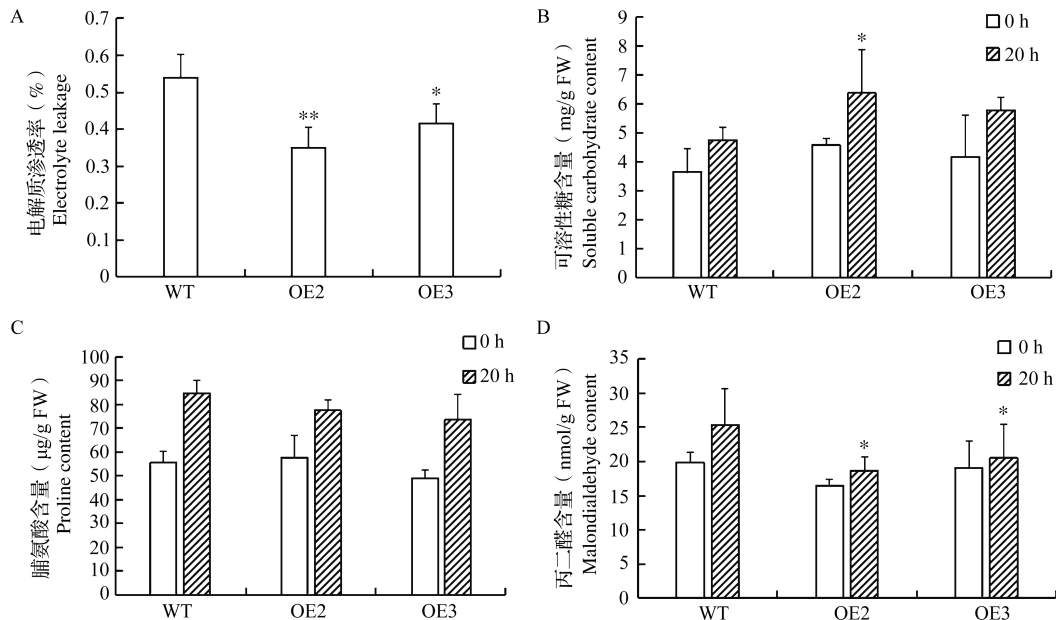 A
电解质渗透率（%）
Electrolyte leakage
0.7
0.6
0.5
0.4
0.3
0.2
0.1
0
**
*
WT
OE2
OE3
B
可溶性糖含量（mg/g FW）
Soluble carbohydrate content
9
8
7
6
5
4
3
2
1
0
*
0 h
20 h
WT
OE2
OE3
C
脯氨酸含量（μg/g FW）
Proline content
100
90
80
70
60
50
40
30
20
10
0
0 h
20 h
WT
OE2
OE3
D
丙二醛含量（nmol/g FW）
Malondialdehyde content
35
30
25
20
15
10
5
0
*
*
0 h
20 h
WT
OE2
OE3